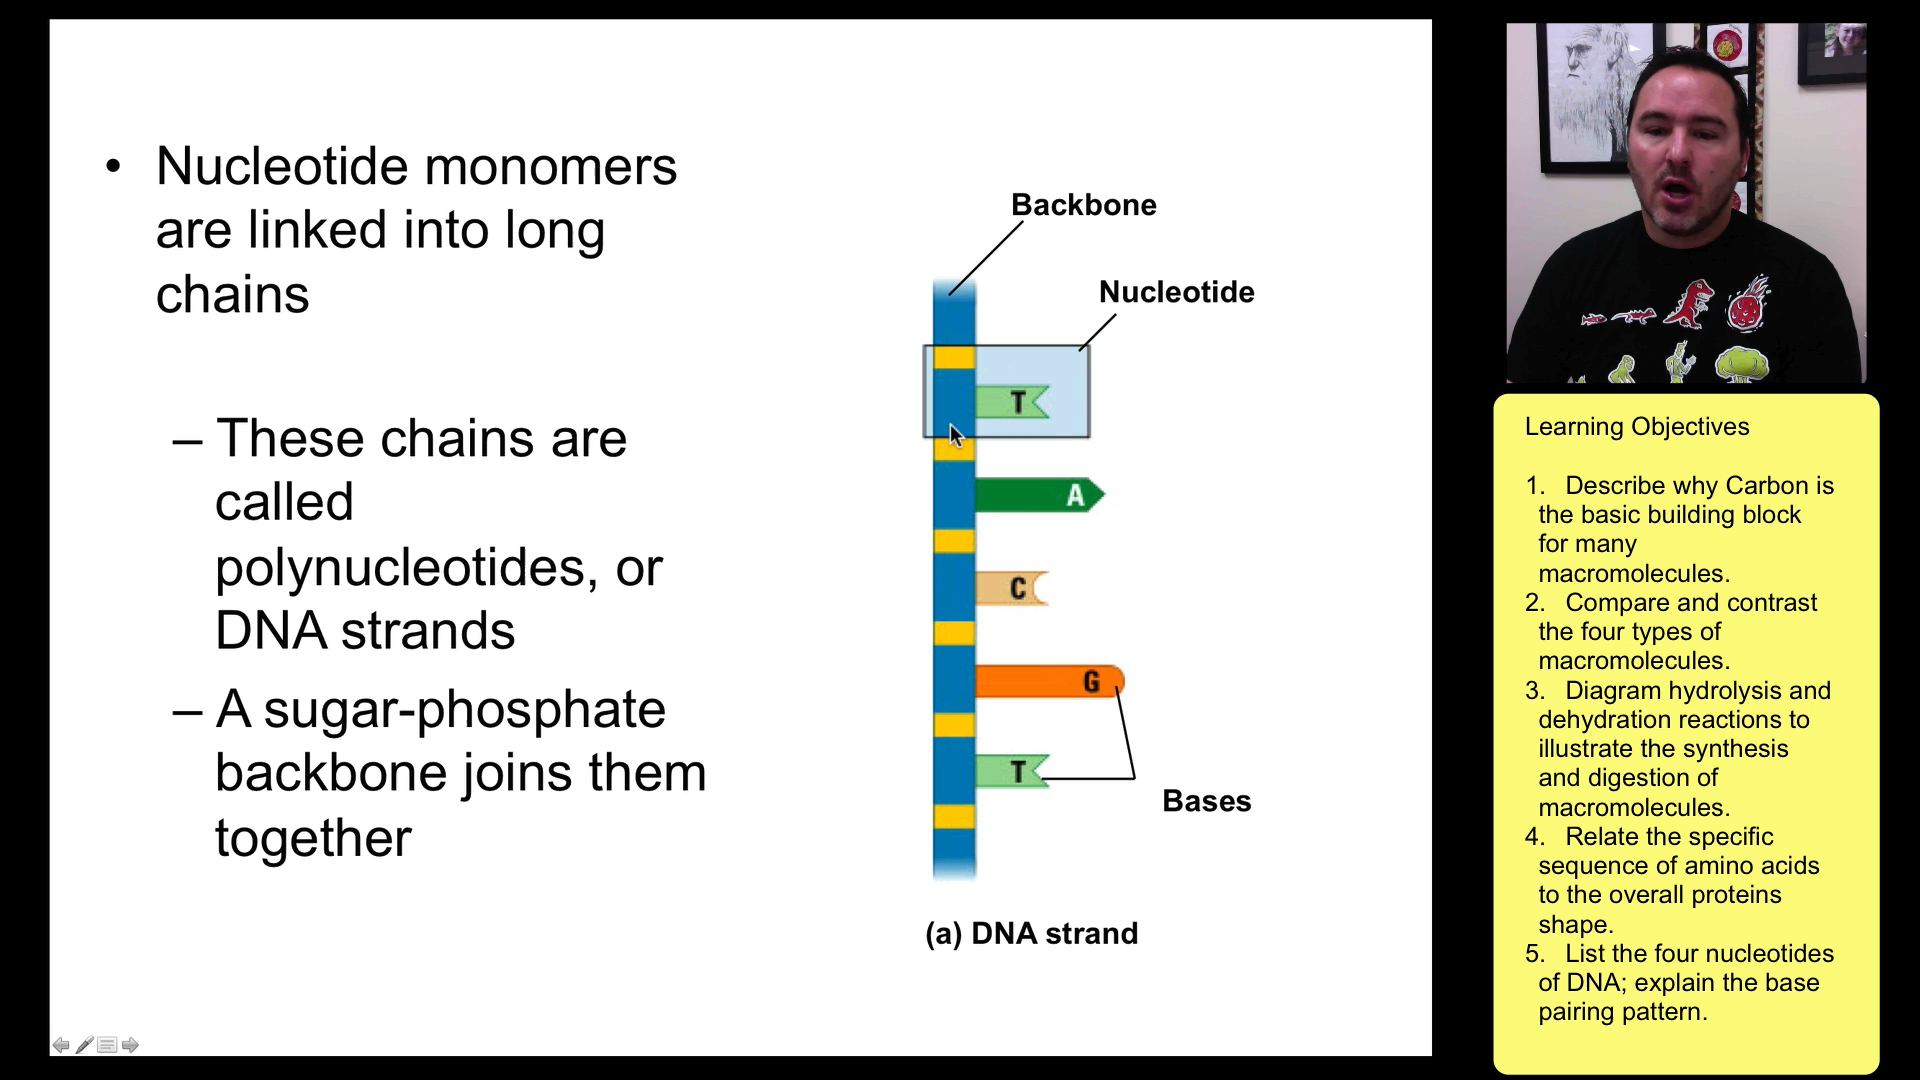 • Nucleotide monomers
are linked into long
chains
– These chains are
called
polynucleotides, or
DNA strands
– A sugar-phosphate
backbone joins them
together
Backbone
Nucleotide
T
A
C
G
T
Bases
(a) DNA strand
Learning Objectives
1. Describe why Carbon is
the basic building block
for many
macromolecules.
2. Compare and contrast
the four types of
macromolecules.
3. Diagram hydrolysis and
dehydration reactions to
illustrate the synthesis
and digestion of
macromolecules.
4. Relate the specific
sequence of amino acids
to the overall proteins
shape.
5. List the four nucleotides
of DNA; explain the base
pairing pattern.